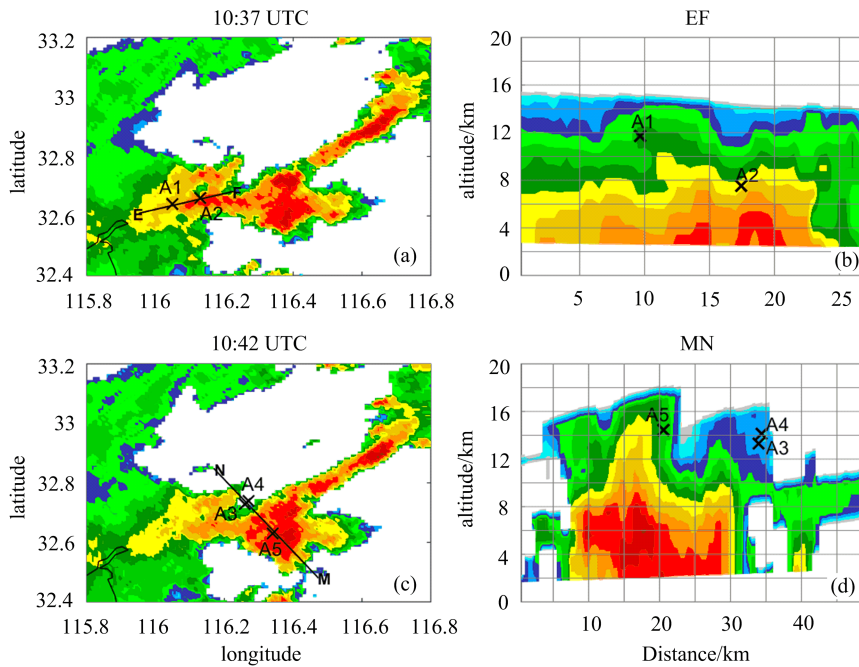 10:37 UTC
EF
33.2
33
32.8
32.6
32.4
latitude
A1
A2
E
F
(a)
115.8 116 116.2 116.4 116.6 116.8
20
16
12
8
4
0
altitude/km
A1
A2
(b)
5 10 15 20 25
10:42 UTC
MN
33.2
33
32.8
32.6
32.4
latitude
N
A4
A3
A5
M
(c)
115.8 116 116.2 116.4 116.6 116.8
longitude
20
16
12
8
4
0
altitude/km
A5
A4
A3
(d)
10 20 30 40
Distance/km